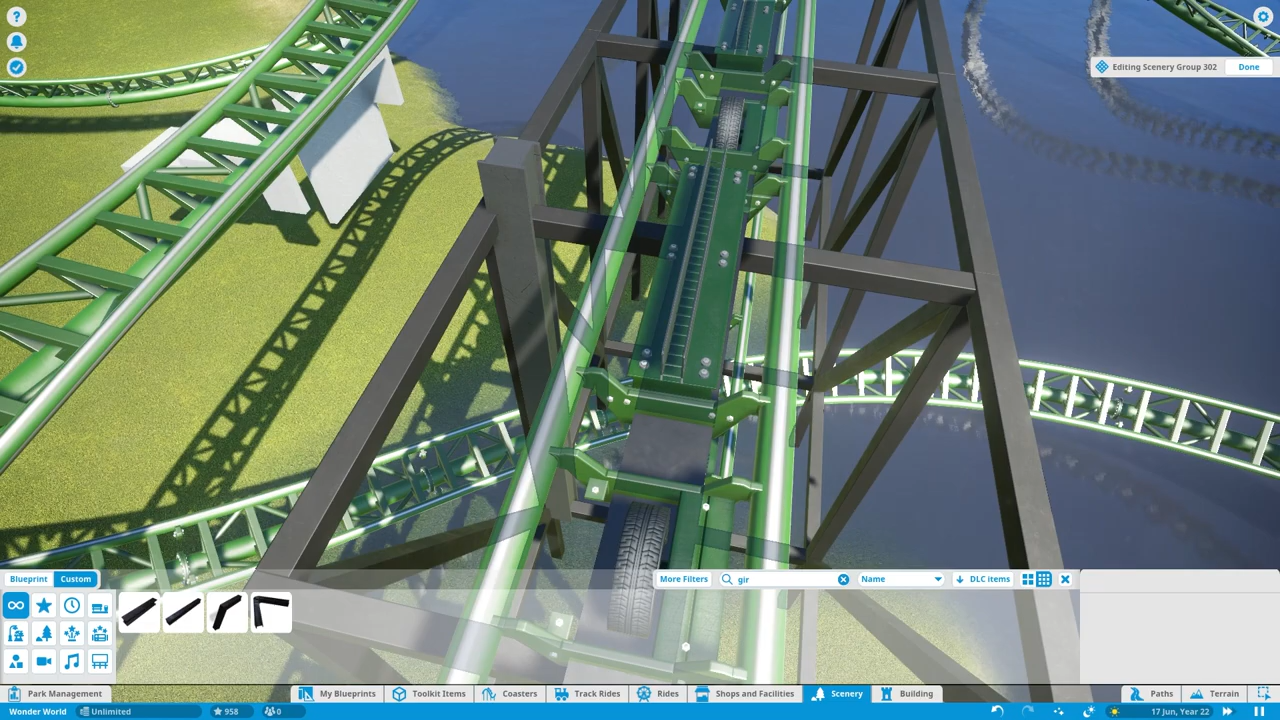 Editing Scenery Group 302
Done
Blueprint
Custom
More Filters
gir
Name
DLC items
Park Management
My Blueprints
Toolkit Items
Coasters
Track Rides
Rides
Shops and Facilities
Scenery
Building
Paths
Terrain
Wonder World
Unlimited
958
0
17 Jun, Year 22